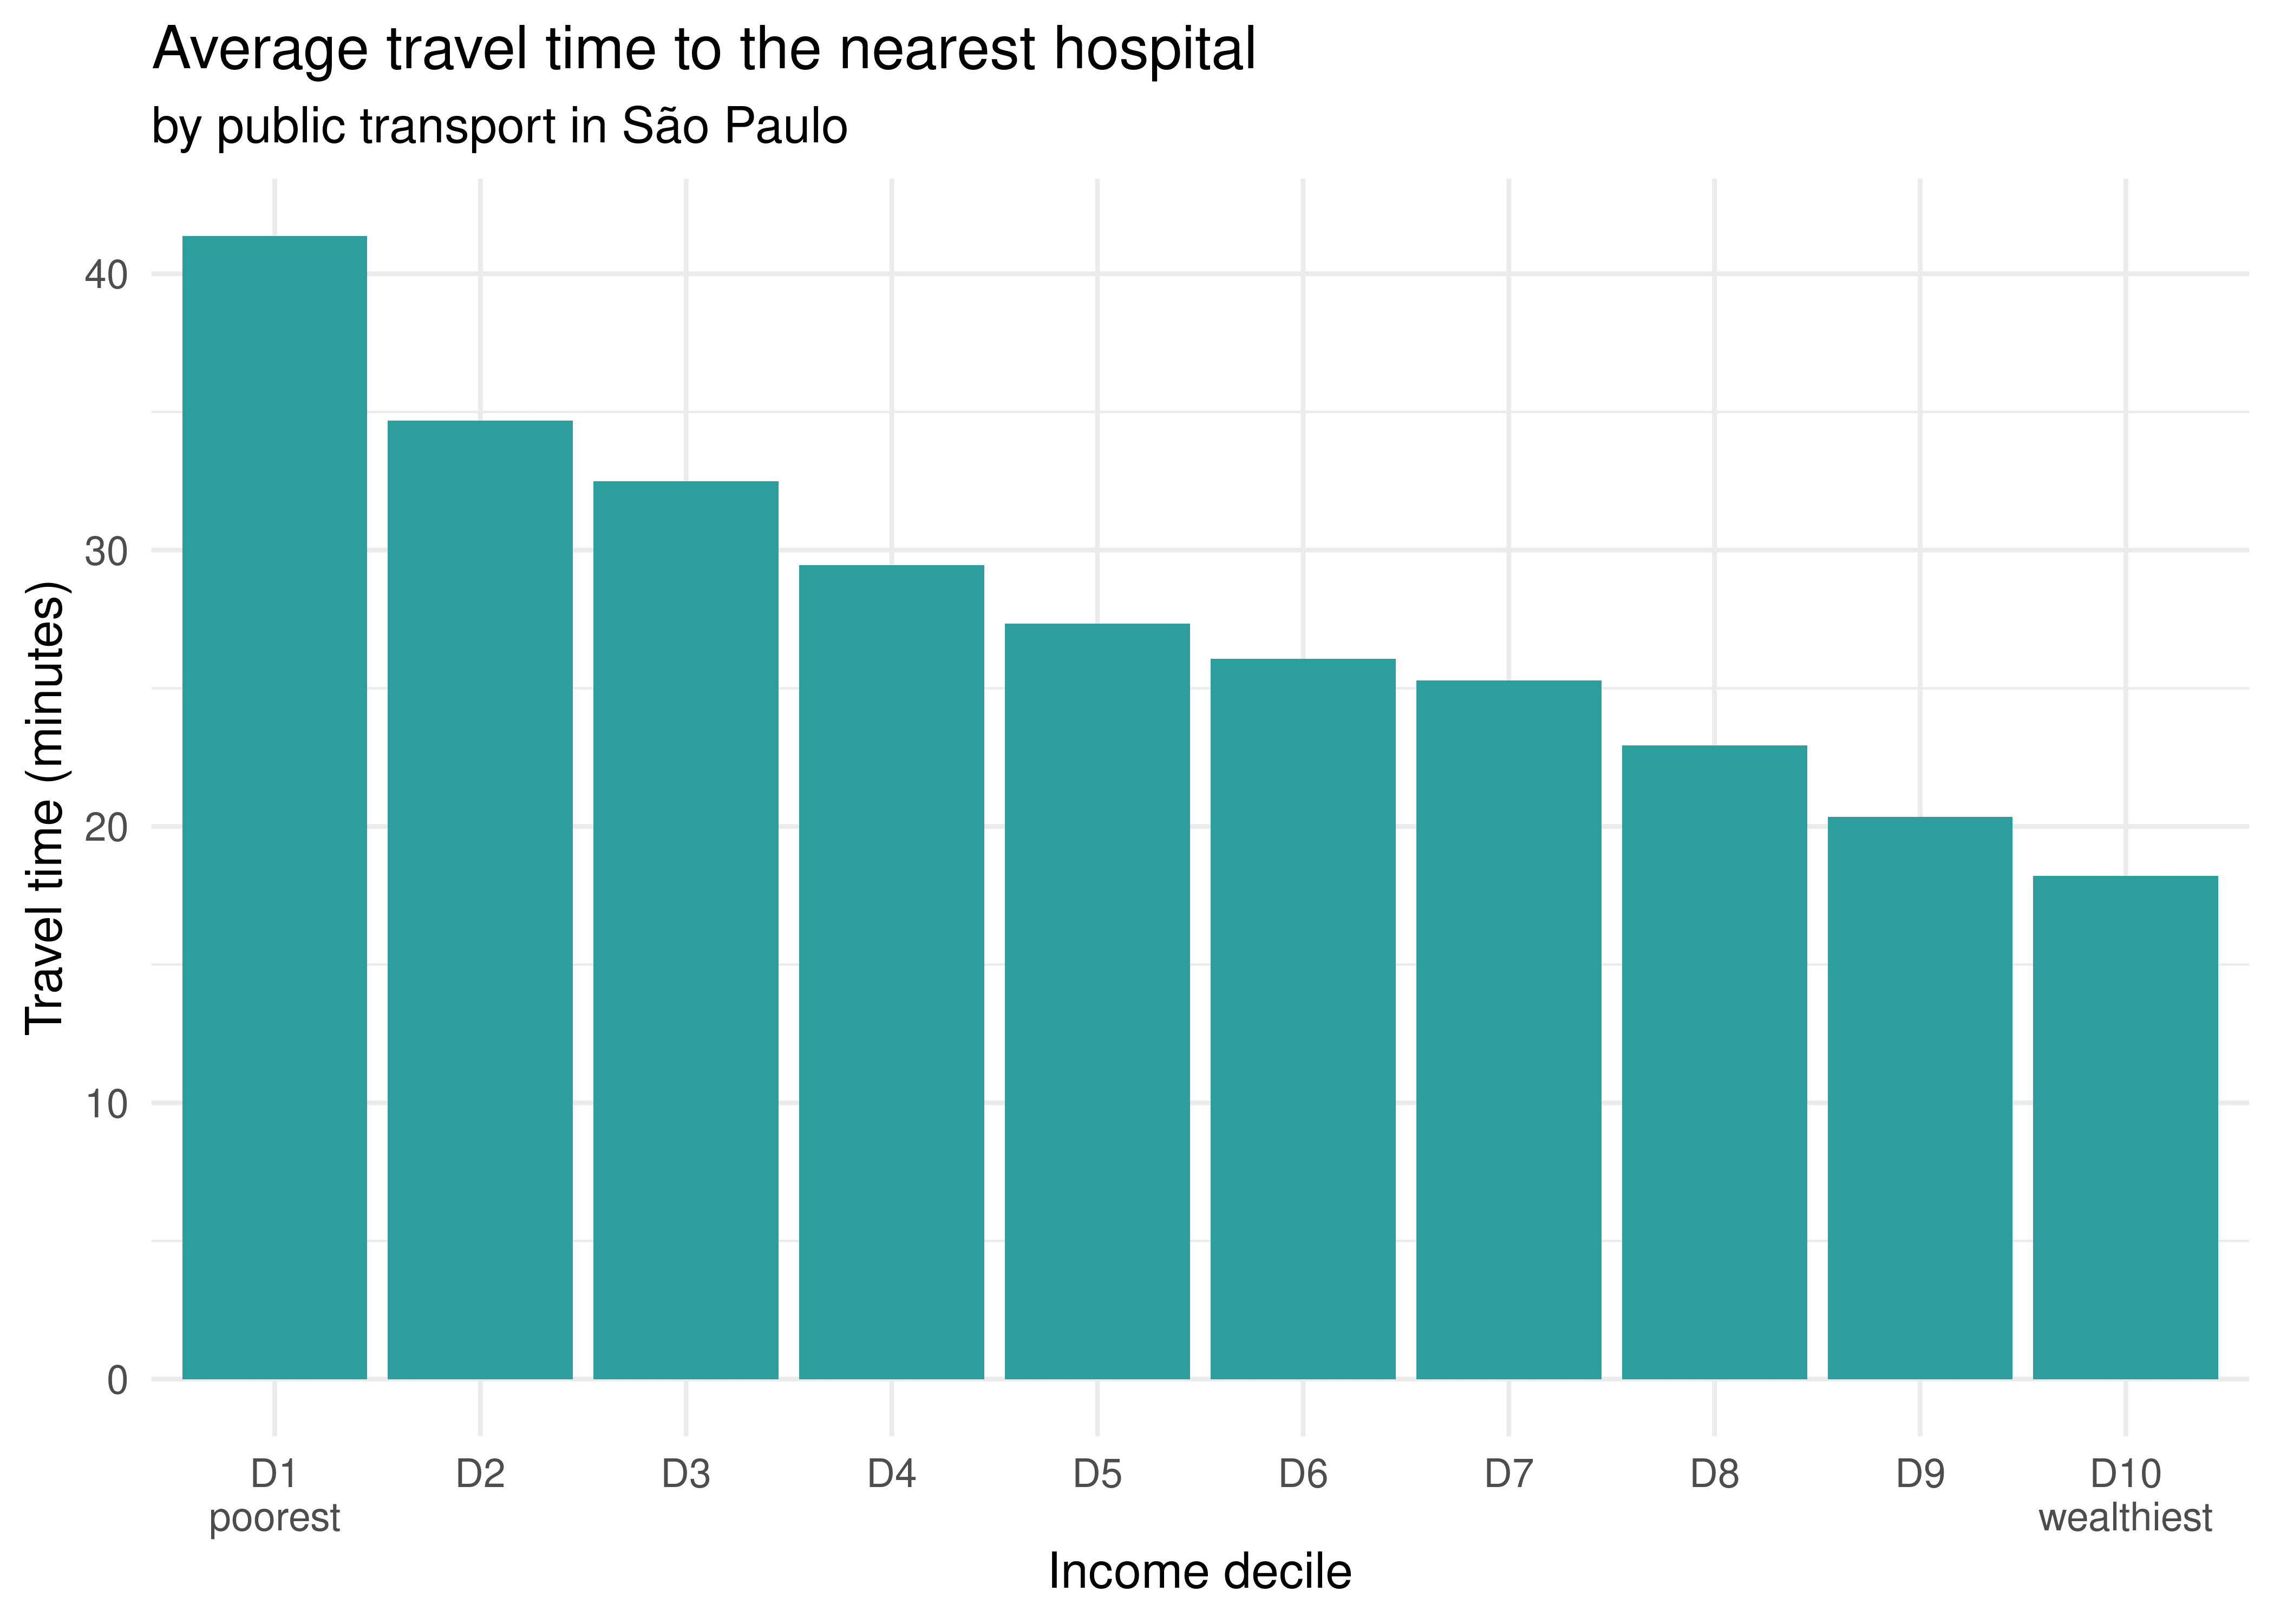 Average travel time to the nearest hospital
by public transport in São Paulo
Travel time (minutes)
40
30
20
10
0
D1 D2 D3 D4 D5 D6 D7 D8 D9 D10
poorest wealthiest
Income decile